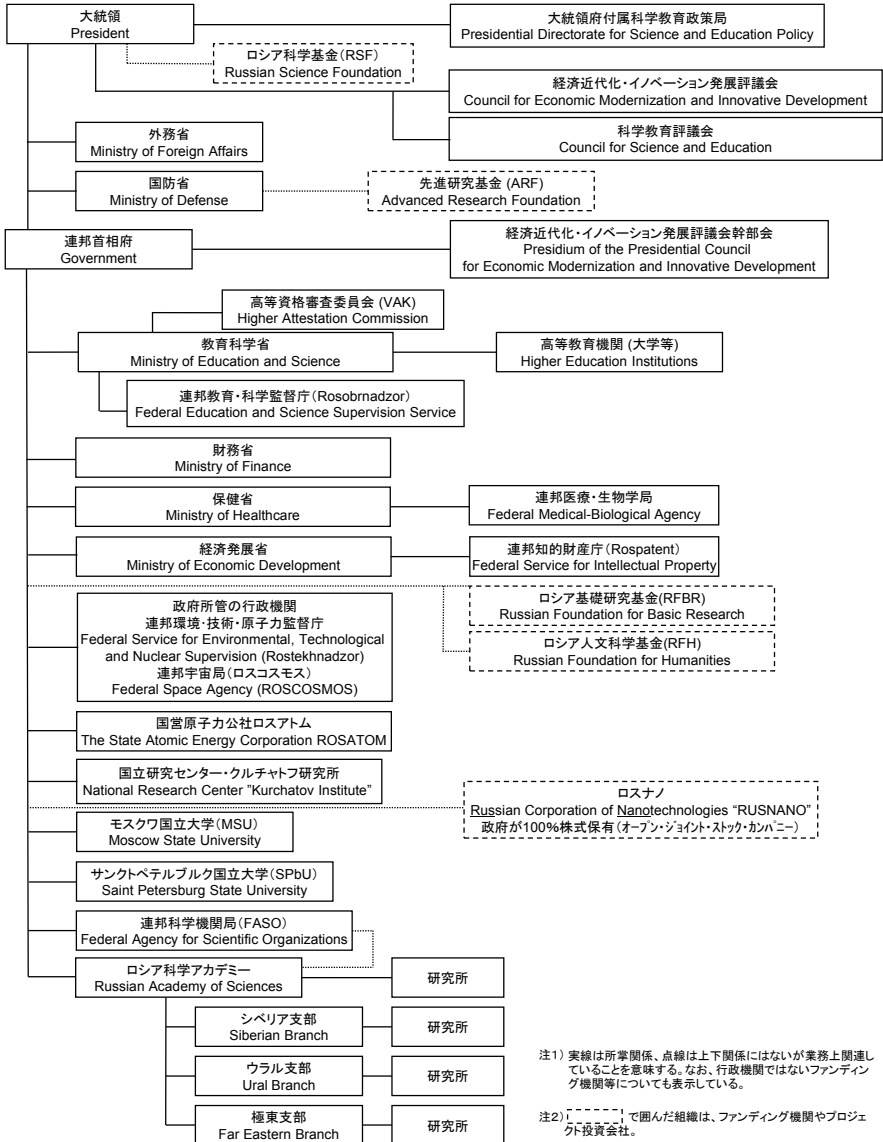 大統領
President
大統領府付属科学教育政策局
Presidential Directorate for Science and Education Policy
ロシア科学基金(RSF)
Russian Science Foundation
経済近代化・イノベーション発展評議会
Council for Economic Modernization and Innovative Development
科学教育評議会
Council for Science and Education
外務省
Ministry of Foreign Affairs
国防省
Ministry of Defense
先進研究基金 (ARF)
Advanced Research Foundation
連邦首相府
Government
経済近代化・イノベーション発展評議会幹部会
Presidium of the Presidential Council
for Economic Modernization and Innovative Development
高等資格審査委員会 (VAK)
Higher Attestation Commission
教育科学省
Ministry of Education and Science
高等教育機関 (大学等)
Higher Education Institutions
連邦教育・科学監督庁(Rosobrnadzor)
Federal Education and Science Supervision Service
財務省
Ministry of Finance
保健省
Ministry of Healthcare
連邦医療・生物学局
Federal Medical-Biological Agency
経済発展省
Ministry of Economic Development
連邦知的財産庁(Rospatent)
Federal Service for Intellectual Property
ロシア基礎研究基金(RFBR)
Russian Foundation for Basic Research
政府所管の行政機関
連邦環境・技術・原子力監督庁
Federal Service for Environmental, Technological
and Nuclear Supervision (Rostekhnadzor)
連邦宇宙局(ロスコスモス)
Federal Space Agency (ROSCOSMOS)
ロシア人文科学基金(RFH)
Russian Foundation for Humanities
国営原子力公社ロスアトム
The State Atomic Energy Corporation ROSATOM
国立研究センター・クルチャトフ研究所
National Research Center "Kurchatov Institute"
ロスナノ
Russian Corporation of Nanotechnologies "RUSNANO"
政府が100%株式保有(オープン・ジョイント・ストック・カンパニー)
モスクワ国立大学(MSU)
Moscow State University
サンクトペテルブルク国立大学(SPbU)
Saint Petersburg State University
連邦科学機関局(FASO)
Federal Agency for Scientific Organizations
ロシア科学アカデミー
Russian Academy of Sciences
研究所
シベリア支部
Siberian Branch
研究所
ウラル支部
Ural Branch
研究所
極東支部
Far Eastern Branch
研究所
注1) 実線は所掌関係、点線は上下関係にはないが業務上関連し
ていることを意味する。なお、行政機関ではないファンディン
グ機関等についても表示している。
注2) で囲んだ組織は、ファンディング機関やプロジェ
クト投資会社。